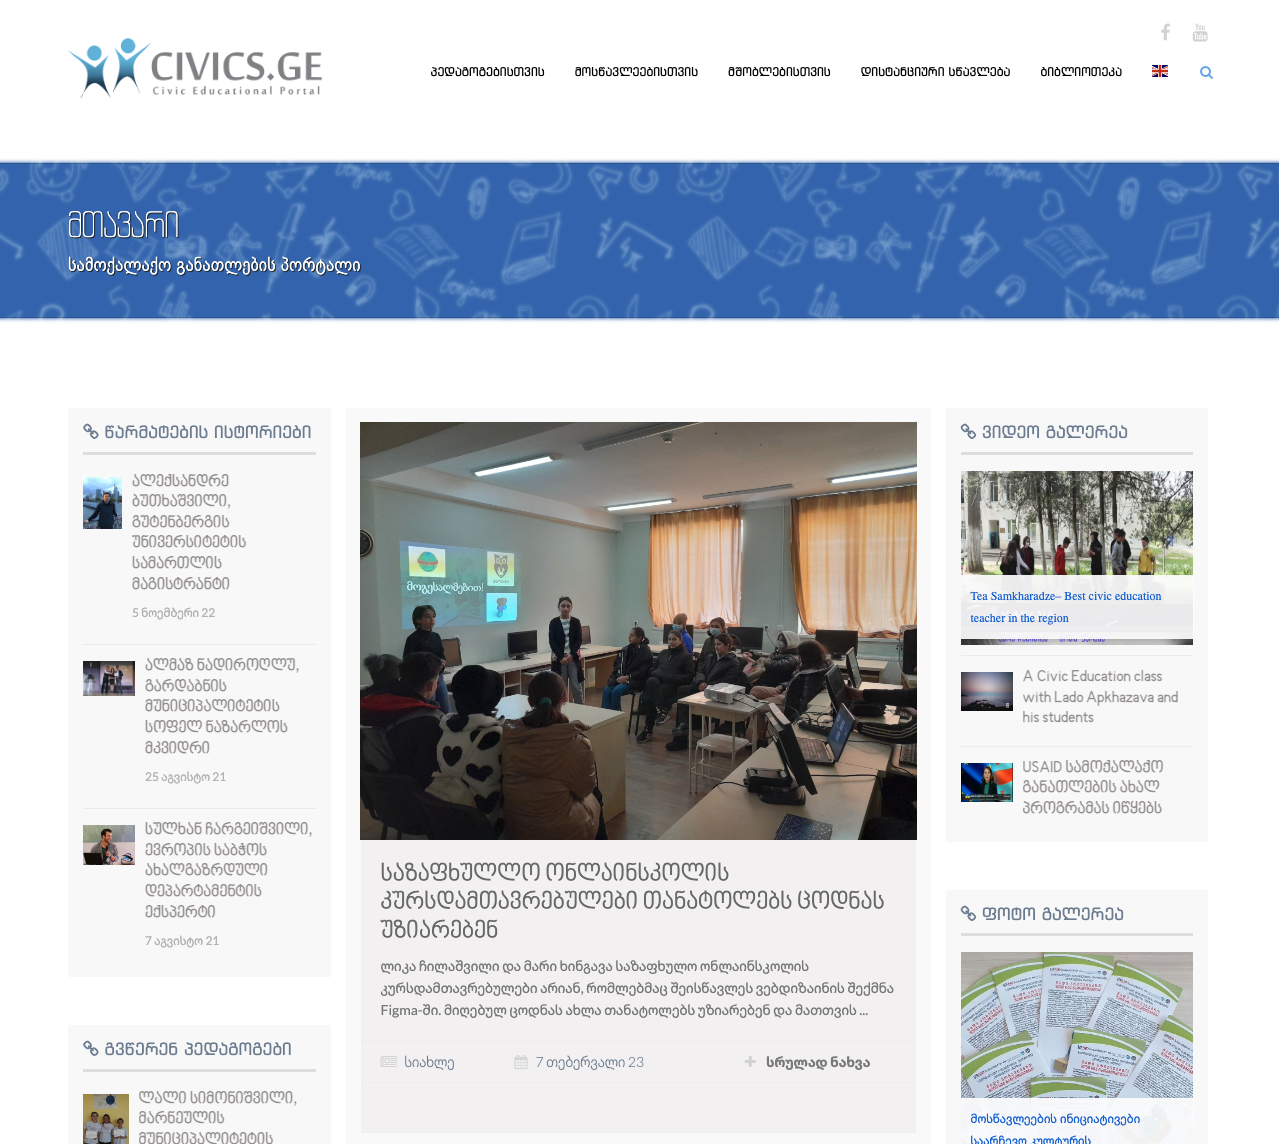 CIVICS.GE
Civic Educational Portal
You
Tube
პედაგოგებისთვის
მოსწავლეებისთვის
მშობლებისთვის
დისტანციური სწავლება
ბიბლიოთეკა
მთავარი
სამოქალაქო განათლების პორტალი
წარმატების ისტორიები
ალექსანდრე
ბუთხაშვილი,
გუტენბერგის
უნივერსიტეტის
სამართლის
მაგისტრანტი
5 ნოემბერი 22
ალმაზ ნადიროღლუ,
გარდაბნის
მუნიციპალიტეტის
სოფელ ნაზარლოს
მკვიდრი
25 აგვისტო 21
სულხან ჩარგეიშვილი,
ევროპის საბჭოს
ახალგაზრდული
დეპარტამენტის
ექსპერტი
7 აგვისტო 21
გვწერენ პედაგოგები
ლალი სიმონიშვილი,
მარნეულის
მუნიციპალიტეტის
მოგესალმებით!
საზაფხულლო ონლაინსკოლის
კურსდამთავრებულები თანატოლებს ცოდნას
უზიარებენ
ლიკა ჩილაშვილი და მარი ხინგავა საზაფხულო ონლაინსკოლის
კურსდამთავრებულები არიან, რომლებმაც შეისწავლეს ვებდიზაინის შექმნა
Figma-ში. მიღებულ ცოდნას ახლა თანატოლებს უზიარებენ და მათთვის ...
სიახლე
7 თებერვალი 23
სრულად ნახვა
ვიდეო გალერეა
Tea Samkharadze– Best civic education
teacher in the region
A Civic Education class
with Lado Apkhazava and
his students
USAID სამოქალაქო
განათლების ახალ
პროგრამას იწყებს
ფოტო გალერეა
მოსწავლეების ინიციატივები
საარჩევო კულტურის